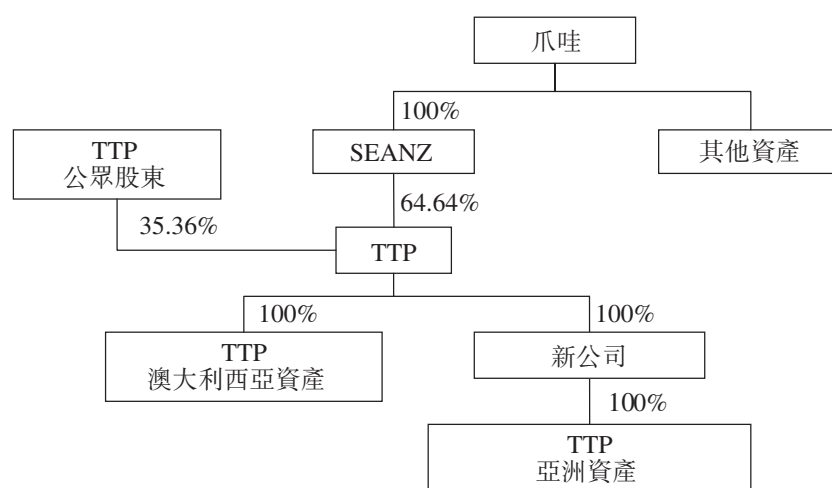 爪哇
100%
TTP
公眾股東
SEANZ
其他資產
35.36%
64.64%
TTP
100%
100%
TTP
澳大利西亞資產
新公司
100%
TTP
亞洲資產